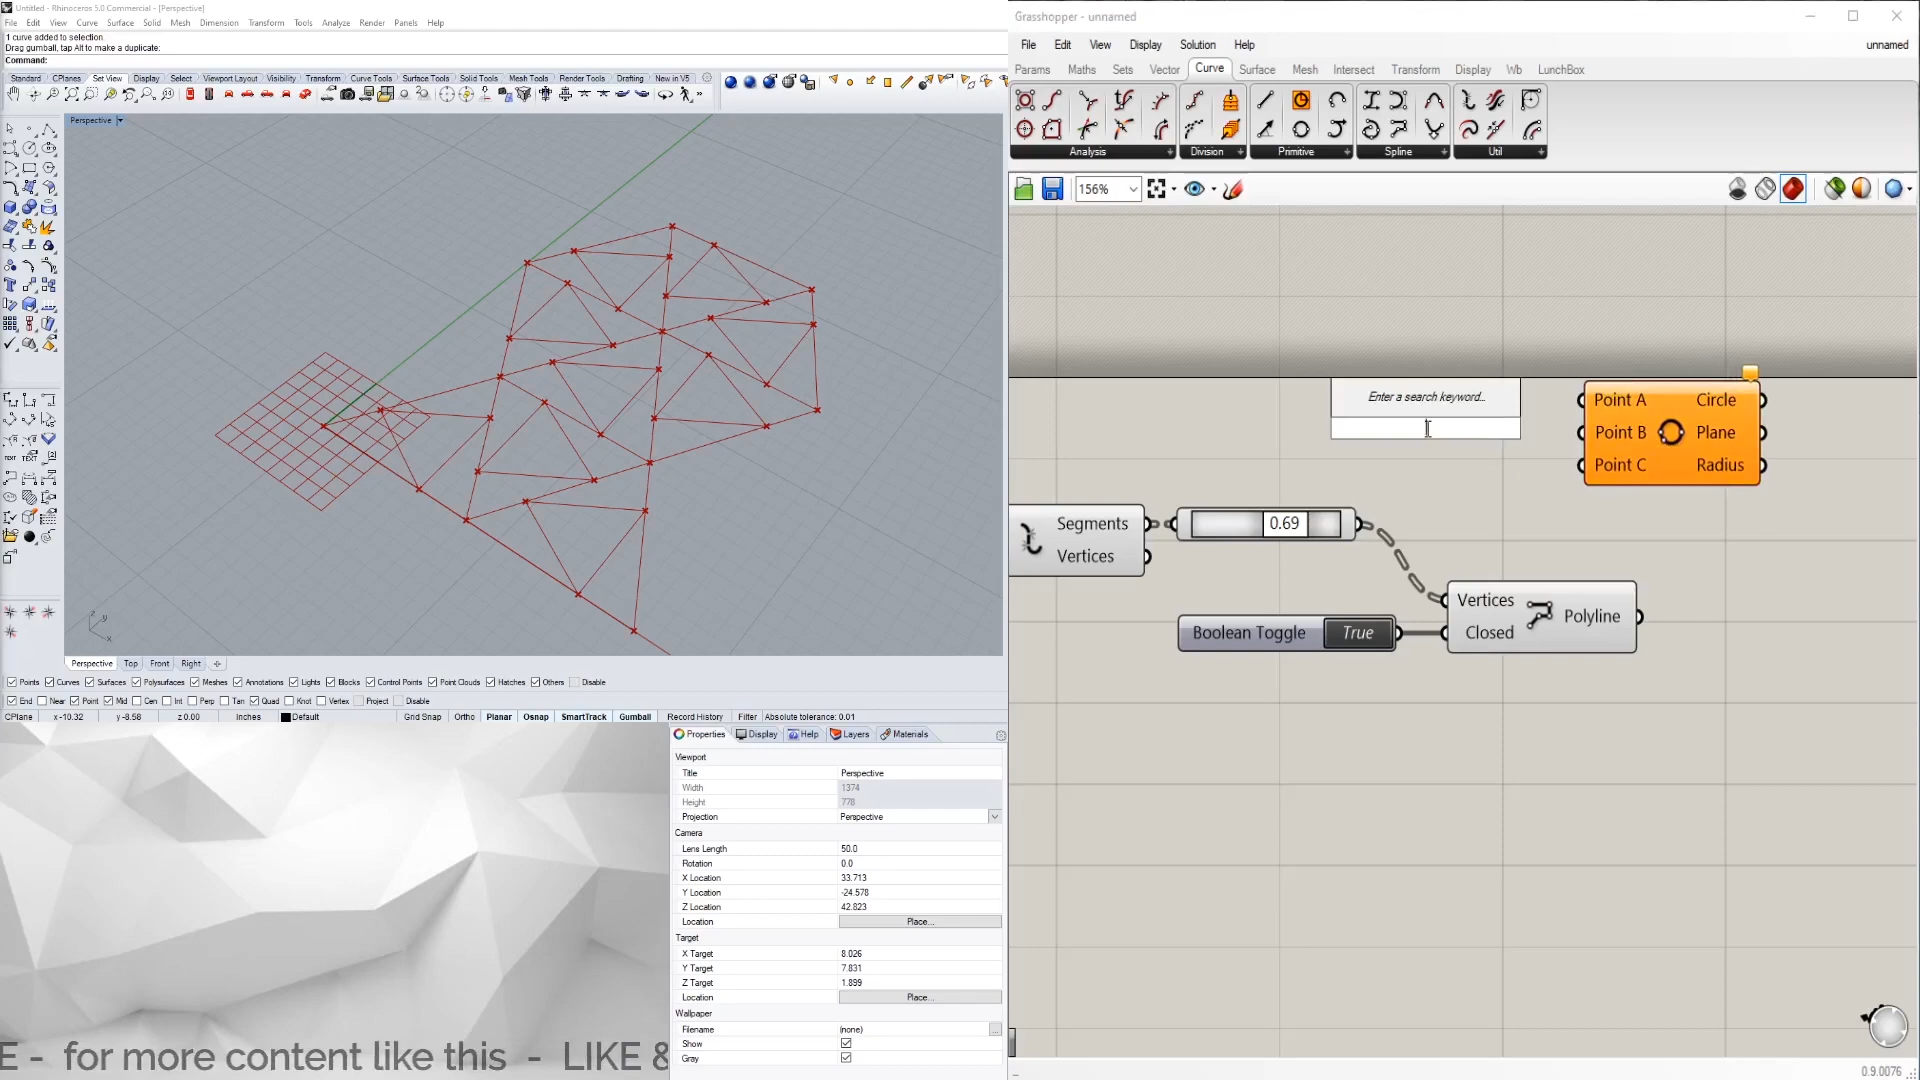 Untitled - Rhinoceros 5.0 Commercial - [Perspective]
File Edit View Curve Surface Solid Mesh Dimension Transform Tools Analyze Render Panels Help
1 curve added to selection.
Drag gumball, tap Alt to make a duplicate:
Command:
Standard CPlanes Set View Display Select Viewport Layout Visibility Transform Curve Tools Surface Tools Solid Tools Mesh Tools Render Tools Drafting New in V5
Perspective
z
y
x
Perspective Top Front Right
Points Curves Surfaces Polysurfaces Meshes Annotations Lights Blocks Control Points Point Clouds Hatches Others Disable
End Near Point Mid Cen Int Perp Tan Quad Knot Vertex Project Disable
CPlane x -10.32 y -8.58 z 0.00 Inches Default Grid Snap Ortho Planar Osnap SmartTrack Gumball Record History Filter Absolute tolerance: 0.01
Properties Display Help Layers Materials
Viewport
Title Perspective
Width 1374
Height 778
Projection Perspective
Camera
Lens Length 50.0
Rotation 0.0
X Location 33.713
Y Location -24.578
Z Location 42.823
Location Place...
Target
X Target 8.026
Y Target 7.831
Z Target 1.899
Location Place...
Wallpaper
Filename (none) ...
Show
Gray
E - for more content like this - LIKE &
Grasshopper - unnamed
File Edit View Display Solution Help unnamed
Params Maths Sets Vector Curve Surface Mesh Intersect Transform Display Wb LunchBox
Analysis Division Primitive Spline Util
156%
Enter a search keyword...
Point A Circle
Point B Plane
Point C Radius
Segments
Vertices
0.69
Boolean Toggle True
Vertices
Closed
Polyline
0.9.0076